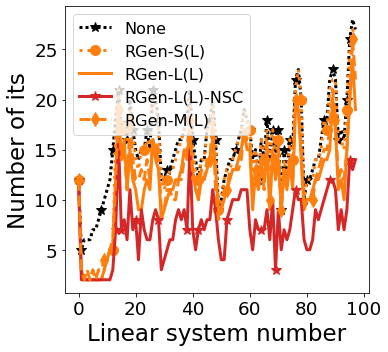 Number of its
25
20
15
10
5
None
RGen-S(L)
RGen-L(L)
RGen-L(L)-NSC
RGen-M(L)
0
20
40
60
80
100
Linear system number